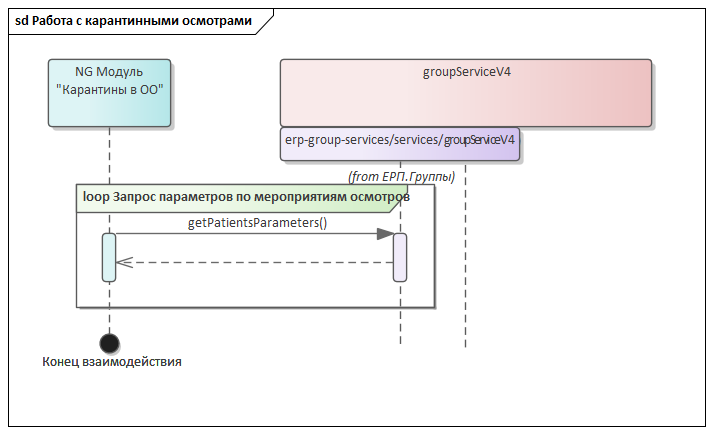 sd Работа с карантинными осмотрами
NG Модуль
"Карантины в ОО"
groupServiceV4
erp-group-services/services/groupServiceV4
(from ЕРП.Группы)
loop Запрос параметров по мероприятиям осмотров
getPatientsParameters()
Конец взаимодействия